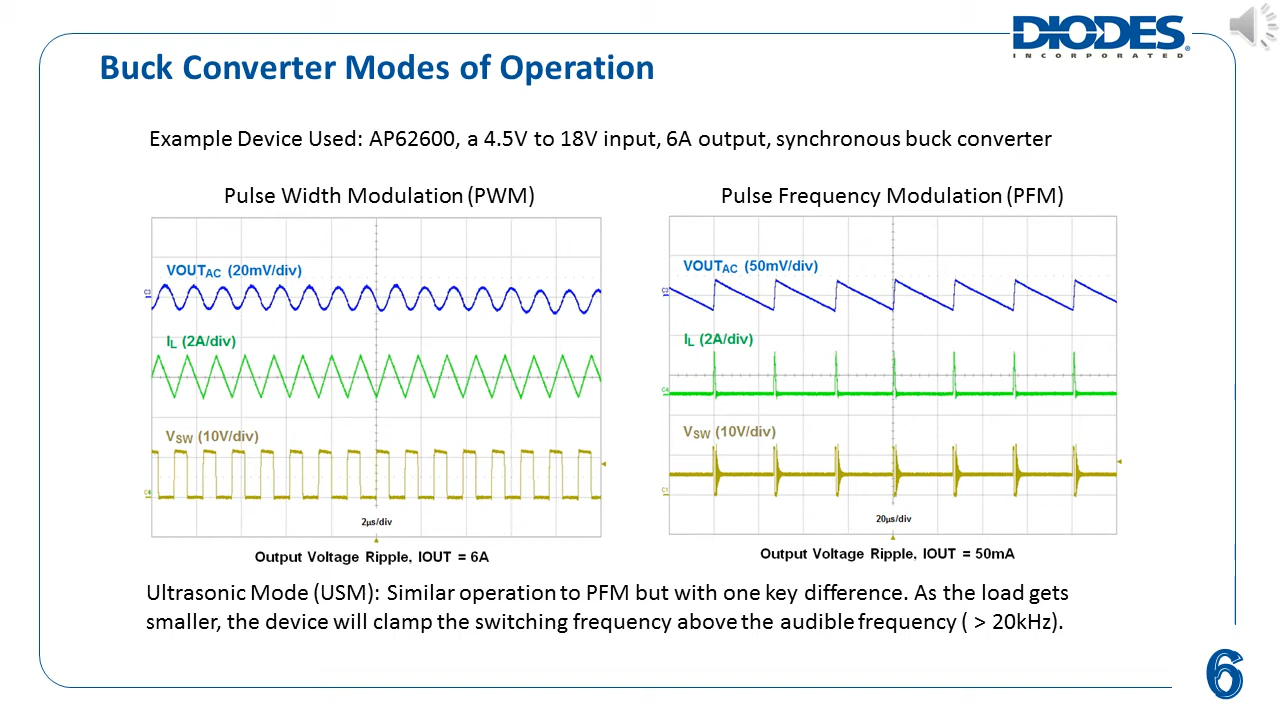 DIODES
INCORPORATED
Buck Converter Modes of Operation
Example Device Used: AP62600, a 4.5V to 18V input, 6A output, synchronous buck converter
Pulse Width Modulation (PWM)
VOUTAC (20mV/div)
IL (2A/div)
VSW (10V/div)
2µs/div
Output Voltage Ripple, IOUT = 6A
Pulse Frequency Modulation (PFM)
VOUTAC (50mV/div)
IL (2A/div)
VSW (10V/div)
20µs/div
Output Voltage Ripple, IOUT = 50mA
Ultrasonic Mode (USM): Similar operation to PFM but with one key difference. As the load gets
smaller, the device will clamp the switching frequency above the audible frequency ( > 20kHz).
6